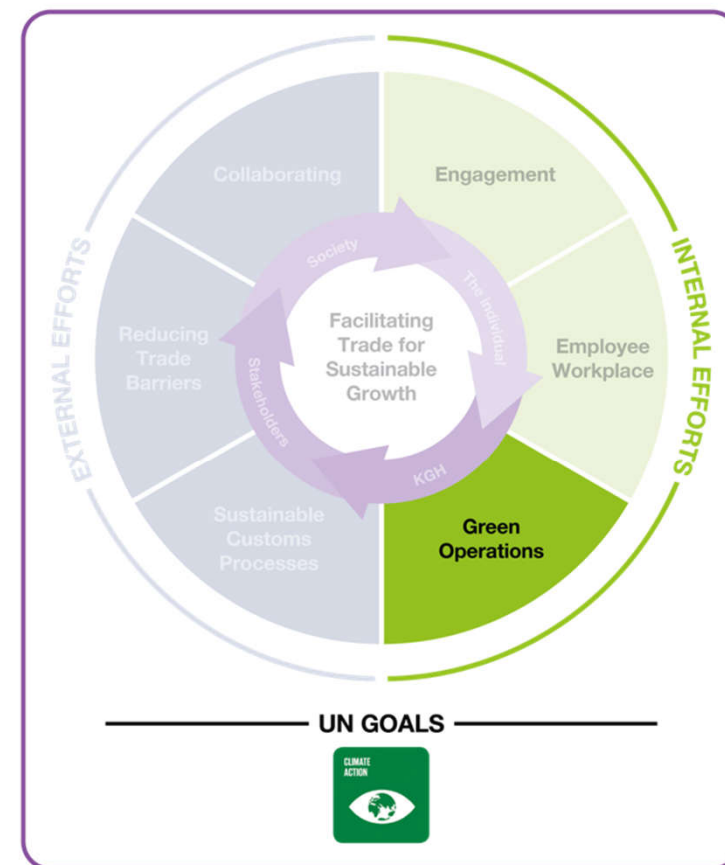 EXTERNAL EFFORTS
INTERNAL EFFORTS
Collaborating
Engagement
Reducing
Trade
Barriers
Employee
Workplace
Sustainable
Customs
Processes
Green
Operations
Society
The individual
Stakeholders
KGH
Facilitating
Trade for
Sustainable
Growth
UN GOALS
CLIMATE
ACTION